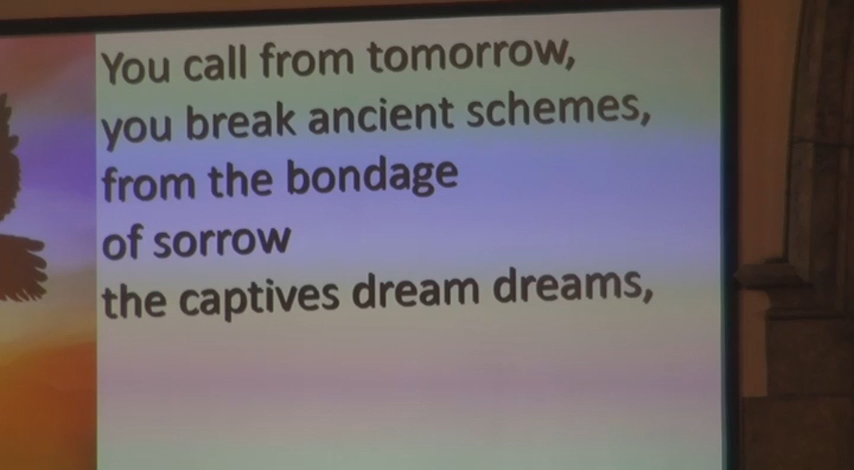 You call from tomorrow,
you break ancient schemes,
from the bondage
of sorrow
the captives dream dreams,